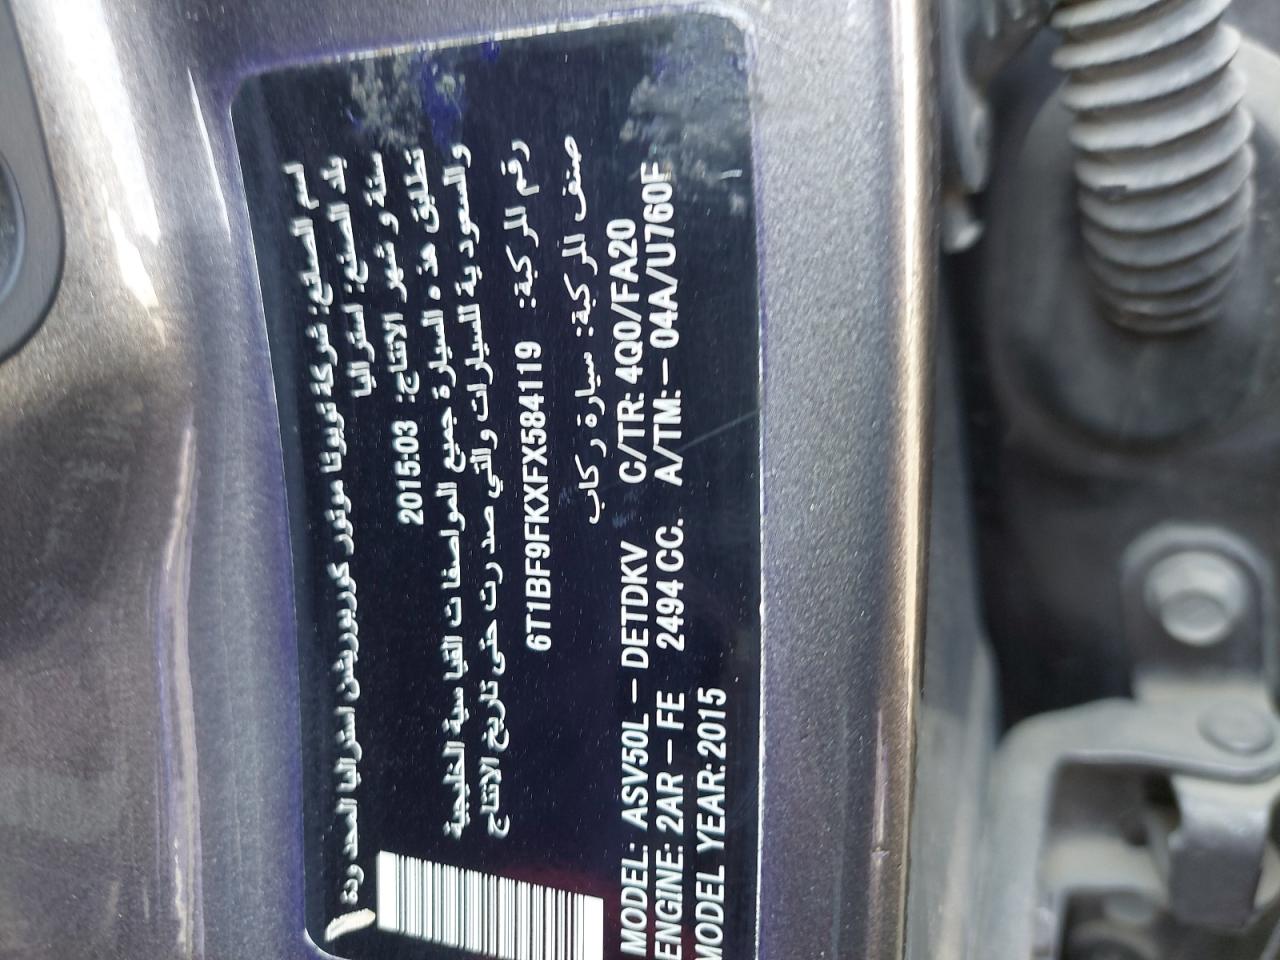 اسم الصانع: شركة تويوتا موتور كوربوريشن استراليا المحدودة
بلد الصنع: استراليا
سنة و شهر الانتاج: 2015:03
تطابق هذه السيارة جميع المواصفات القياسية الخليجية
والسعودية للسيارات والتي صدرت حتى تاريخ الانتاج
رقم المركبة: 6T1BF9FKXFX584119
صنف المركبة: سيارة ركاب
MODEL: ASV50L – DETDKV C/TR: 4Q0/FA20
ENGINE: 2AR – FE 2494 CC. A/TM: – 04A/U760F
MODEL YEAR: 2015